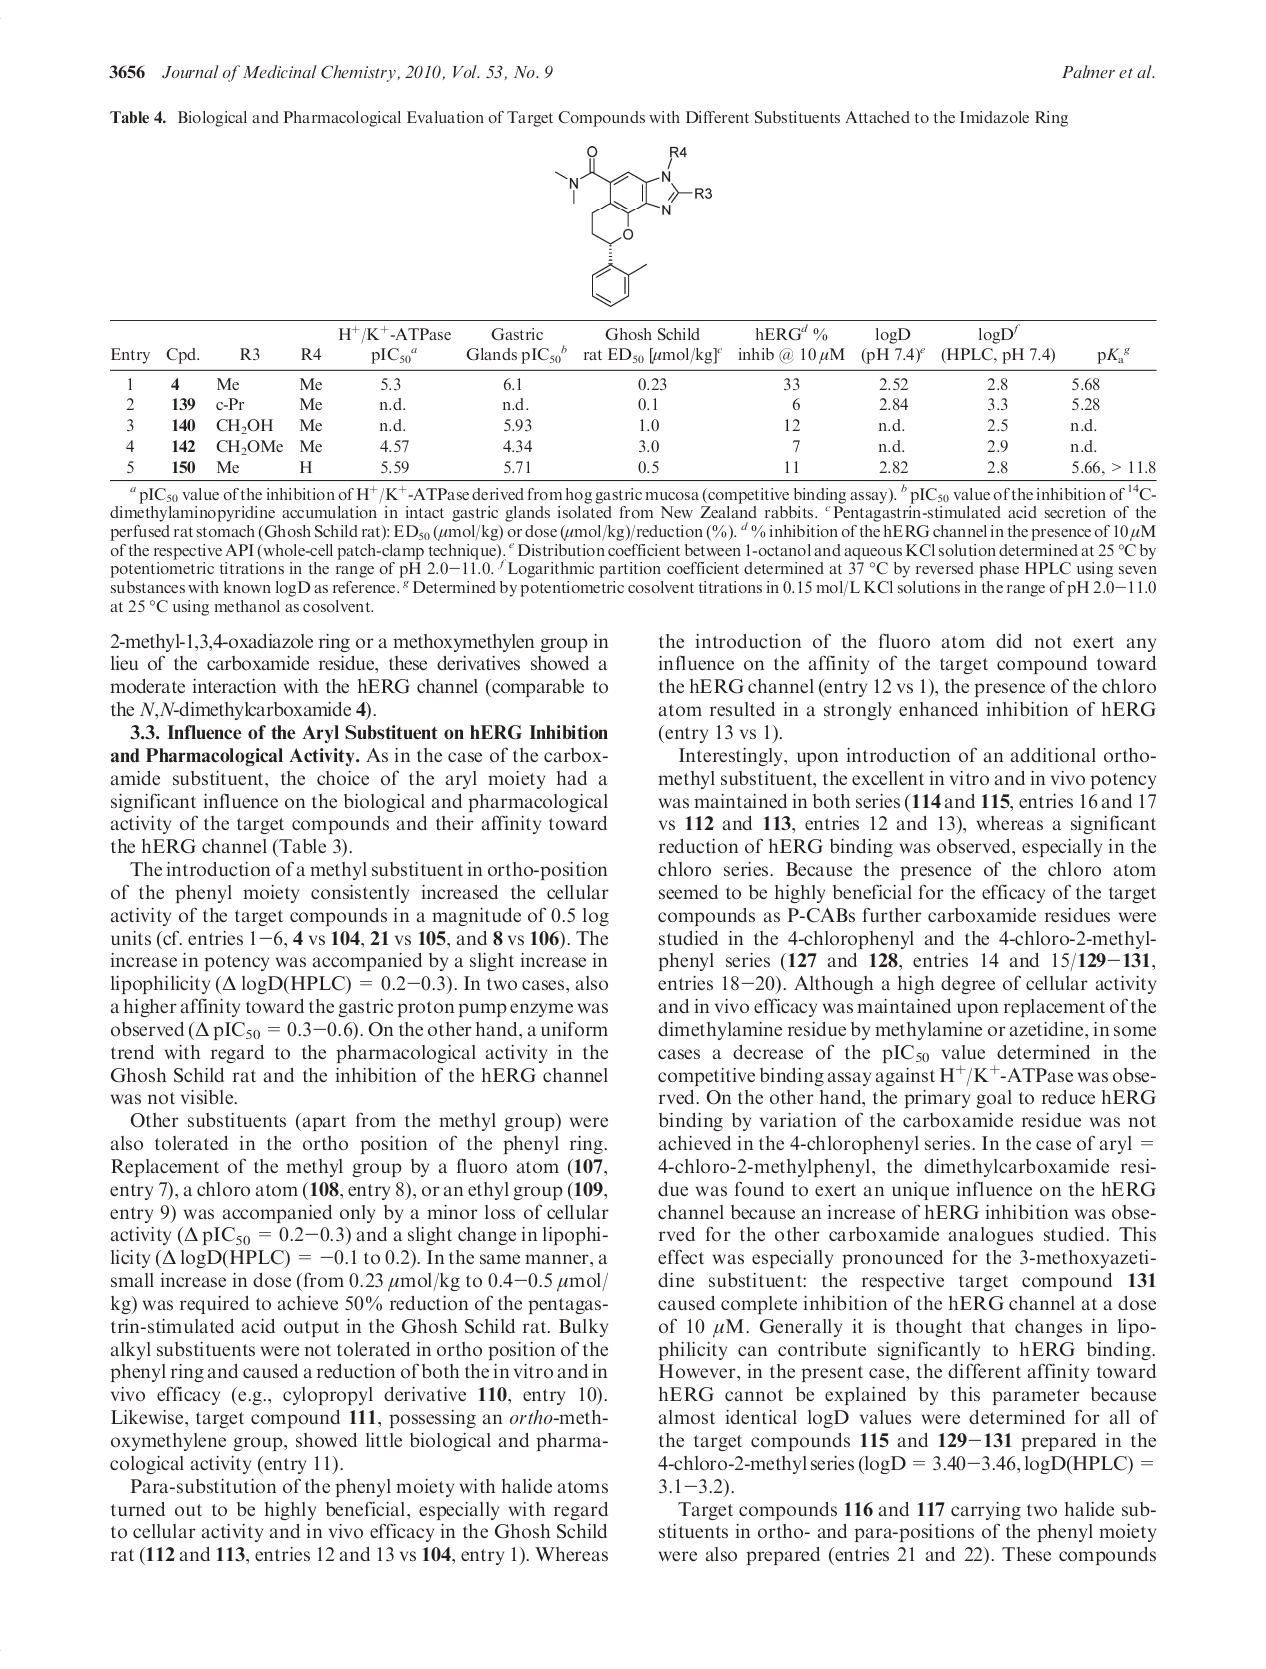 3656 Journal of Medicinal Chemistry, 2010, Vol. 53, No. 9 Palmer et al.
Table 4. Biological and Pharmacological Evaluation of Target Compounds with Different Substituents Attached to the Imidazole Ring
O R4
N N R3
N
O
H+/K+-ATPase Gastric Ghosh Schild hERGd % logD logDf
Entry Cpd. R3 R4 pIC50a Glands pIC50b rat ED50 [μmol/kg]c inhib @ 10 μM (pH 7.4)e (HPLC, pH 7.4) pKag
1 4 Me Me 5.3 6.1 0.23 33 2.52 2.8 5.68
2 139 c-Pr Me n.d. n.d. 0.1 6 2.84 3.3 5.28
3 140 CH2OH Me n.d. 5.93 1.0 12 n.d. 2.5 n.d.
4 142 CH2OMe Me 4.57 4.34 3.0 7 n.d. 2.9 n.d.
5 150 Me H 5.59 5.71 0.5 11 2.82 2.8 5.66, > 11.8
a pIC50 value of the inhibition of H+/K+-ATPase derived from hog gastric mucosa (competitive binding assay). b pIC50 value of the inhibition of 14C-
dimethylaminopyridine accumulation in intact gastric glands isolated from New Zealand rabbits. c Pentagastrin-stimulated acid secretion of the
perfused rat stomach (Ghosh Schild rat): ED50 (μmol/kg) or dose (μmol/kg)/reduction (%). d % inhibition of the hERG channel in the presence of 10 μM
of the respective API (whole-cell patch-clamp technique). e Distribution coefficient between 1-octanol and aqueous KCl solution determined at 25 °C by
potentiometric titrations in the range of pH 2.0−11.0. f Logarithmic partition coefficient determined at 37 °C by reversed phase HPLC using seven
substances with known logD as reference. g Determined by potentiometric cosolvent titrations in 0.15 mol/L KCl solutions in the range of pH 2.0−11.0
at 25 °C using methanol as cosolvent.
2-methyl-1,3,4-oxadiazole ring or a methoxymethylen group in
lieu of the carboxamide residue, these derivatives showed a
moderate interaction with the hERG channel (comparable to
the N,N-dimethylcarboxamide 4).
3.3. Influence of the Aryl Substituent on hERG Inhibition
and Pharmacological Activity. As in the case of the carbox-
amide substituent, the choice of the aryl moiety had a
significant influence on the biological and pharmacological
activity of the target compounds and their affinity toward
the hERG channel (Table 3).
The introduction of a methyl substituent in ortho-position
of the phenyl moiety consistently increased the cellular
activity of the target compounds in a magnitude of 0.5 log
units (cf. entries 1−6, 4 vs 104, 21 vs 105, and 8 vs 106). The
increase in potency was accompanied by a slight increase in
lipophilicity (Δ logD(HPLC) = 0.2−0.3). In two cases, also
a higher affinity toward the gastric proton pump enzyme was
observed (Δ pIC50 = 0.3−0.6). On the other hand, a uniform
trend with regard to the pharmacological activity in the
Ghosh Schild rat and the inhibition of the hERG channel
was not visible.
Other substituents (apart from the methyl group) were
also tolerated in the ortho position of the phenyl ring.
Replacement of the methyl group by a fluoro atom (107,
entry 7), a chloro atom (108, entry 8), or an ethyl group (109,
entry 9) was accompanied only by a minor loss of cellular
activity (Δ pIC50 = 0.2−0.3) and a slight change in lipophi-
licity (Δ logD(HPLC) = −0.1 to 0.2). In the same manner, a
small increase in dose (from 0.23 μmol/kg to 0.4−0.5 μmol/
kg) was required to achieve 50% reduction of the pentagas-
trin-stimulated acid output in the Ghosh Schild rat. Bulky
alkyl substituents were not tolerated in ortho position of the
phenyl ring and caused a reduction of both the in vitro and in
vivo efficacy (e.g., cylopropyl derivative 110, entry 10).
Likewise, target compound 111, possessing an ortho-meth-
oxymethylene group, showed little biological and pharma-
cological activity (entry 11).
Para-substitution of the phenyl moiety with halide atoms
turned out to be highly beneficial, especially with regard
to cellular activity and in vivo efficacy in the Ghosh Schild
rat (112 and 113, entries 12 and 13 vs 104, entry 1). Whereas
the introduction of the fluoro atom did not exert any
influence on the affinity of the target compound toward
the hERG channel (entry 12 vs 1), the presence of the chloro
atom resulted in a strongly enhanced inhibition of hERG
(entry 13 vs 1).
Interestingly, upon introduction of an additional ortho-
methyl substituent, the excellent in vitro and in vivo potency
was maintained in both series (114 and 115, entries 16 and 17
vs 112 and 113, entries 12 and 13), whereas a significant
reduction of hERG binding was observed, especially in the
chloro series. Because the presence of the chloro atom
seemed to be highly beneficial for the efficacy of the target
compounds as P-CABs further carboxamide residues were
studied in the 4-chlorophenyl and the 4-chloro-2-methyl-
phenyl series (127 and 128, entries 14 and 15/129−131,
entries 18−20). Although a high degree of cellular activity
and in vivo efficacy was maintained upon replacement of the
dimethylamine residue by methylamine or azetidine, in some
cases a decrease of the pIC50 value determined in the
competitive binding assay against H+/K+-ATPase was obse-
rved. On the other hand, the primary goal to reduce hERG
binding by variation of the carboxamide residue was not
achieved in the 4-chlorophenyl series. In the case of aryl =
4-chloro-2-methylphenyl, the dimethylcarboxamide resi-
due was found to exert an unique influence on the hERG
channel because an increase of hERG inhibition was obse-
rved for the other carboxamide analogues studied. This
effect was especially pronounced for the 3-methoxyazeti-
dine substituent: the respective target compound 131
caused complete inhibition of the hERG channel at a dose
of 10 μM. Generally it is thought that changes in lipo-
philicity can contribute significantly to hERG binding.
However, in the present case, the different affinity toward
hERG cannot be explained by this parameter because
almost identical logD values were determined for all of
the target compounds 115 and 129−131 prepared in the
4-chloro-2-methyl series (logD = 3.40−3.46, logD(HPLC) =
3.1−3.2).
Target compounds 116 and 117 carrying two halide sub-
stituents in ortho- and para-positions of the phenyl moiety
were also prepared (entries 21 and 22). These compounds